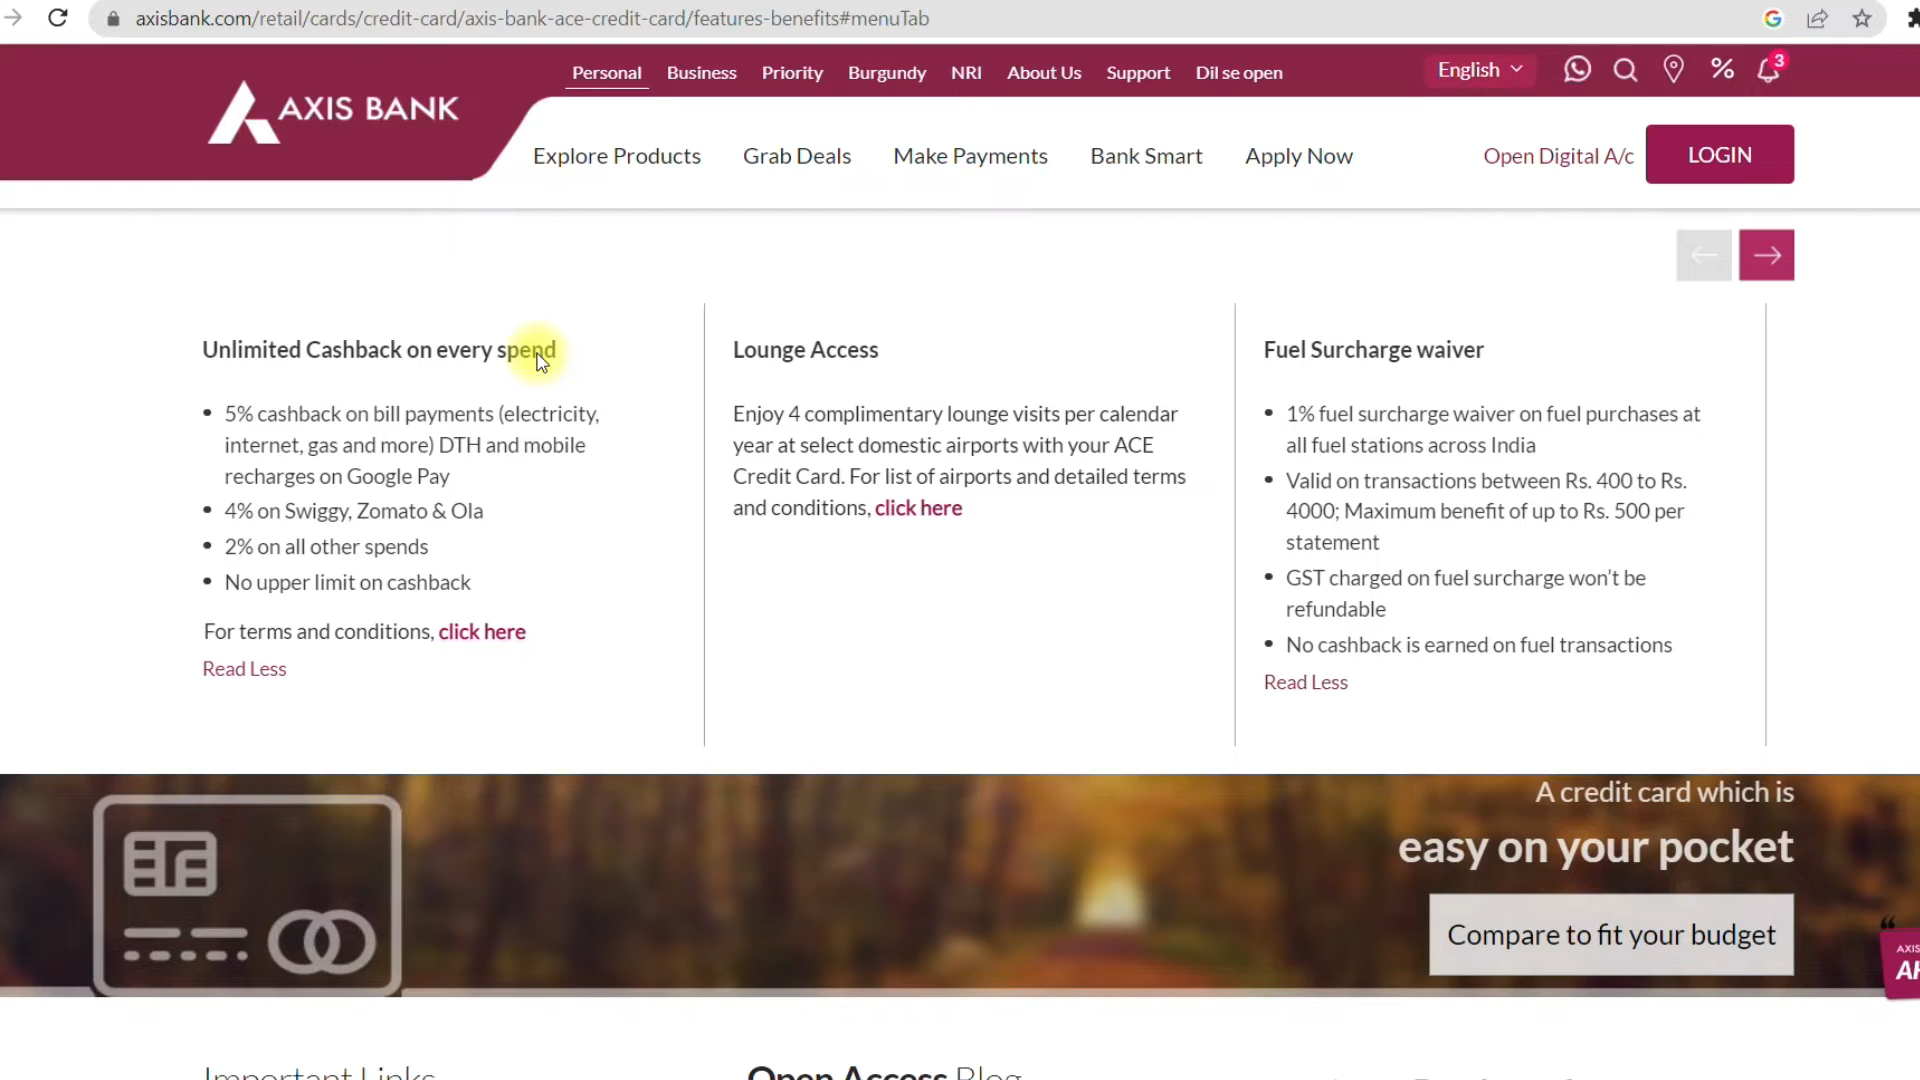 axisbank.com/retail/cards/credit-card/axis-bank-ace-credit-card/features-benefits#menuTab
Personal Business Priority Burgundy NRI About Us Support Dil se open English 3
AXIS BANK
Explore Products Grab Deals Make Payments Bank Smart Apply Now Open Digital A/c LOGIN
Unlimited Cashback on every spend
5% cashback on bill payments (electricity,
internet, gas and more) DTH and mobile
recharges on Google Pay
4% on Swiggy, Zomato & Ola
2% on all other spends
No upper limit on cashback
For terms and conditions, click here
Read Less
Lounge Access
Enjoy 4 complimentary lounge visits per calendar
year at select domestic airports with your ACE
Credit Card. For list of airports and detailed terms
and conditions, click here
Fuel Surcharge waiver
1% fuel surcharge waiver on fuel purchases at
all fuel stations across India
Valid on transactions between Rs. 400 to Rs.
4000; Maximum benefit of up to Rs. 500 per
statement
GST charged on fuel surcharge won't be
refundable
No cashback is earned on fuel transactions
Read Less
A credit card which is
easy on your pocket
Compare to fit your budget
AXIS
Important Links
Open Access Blog